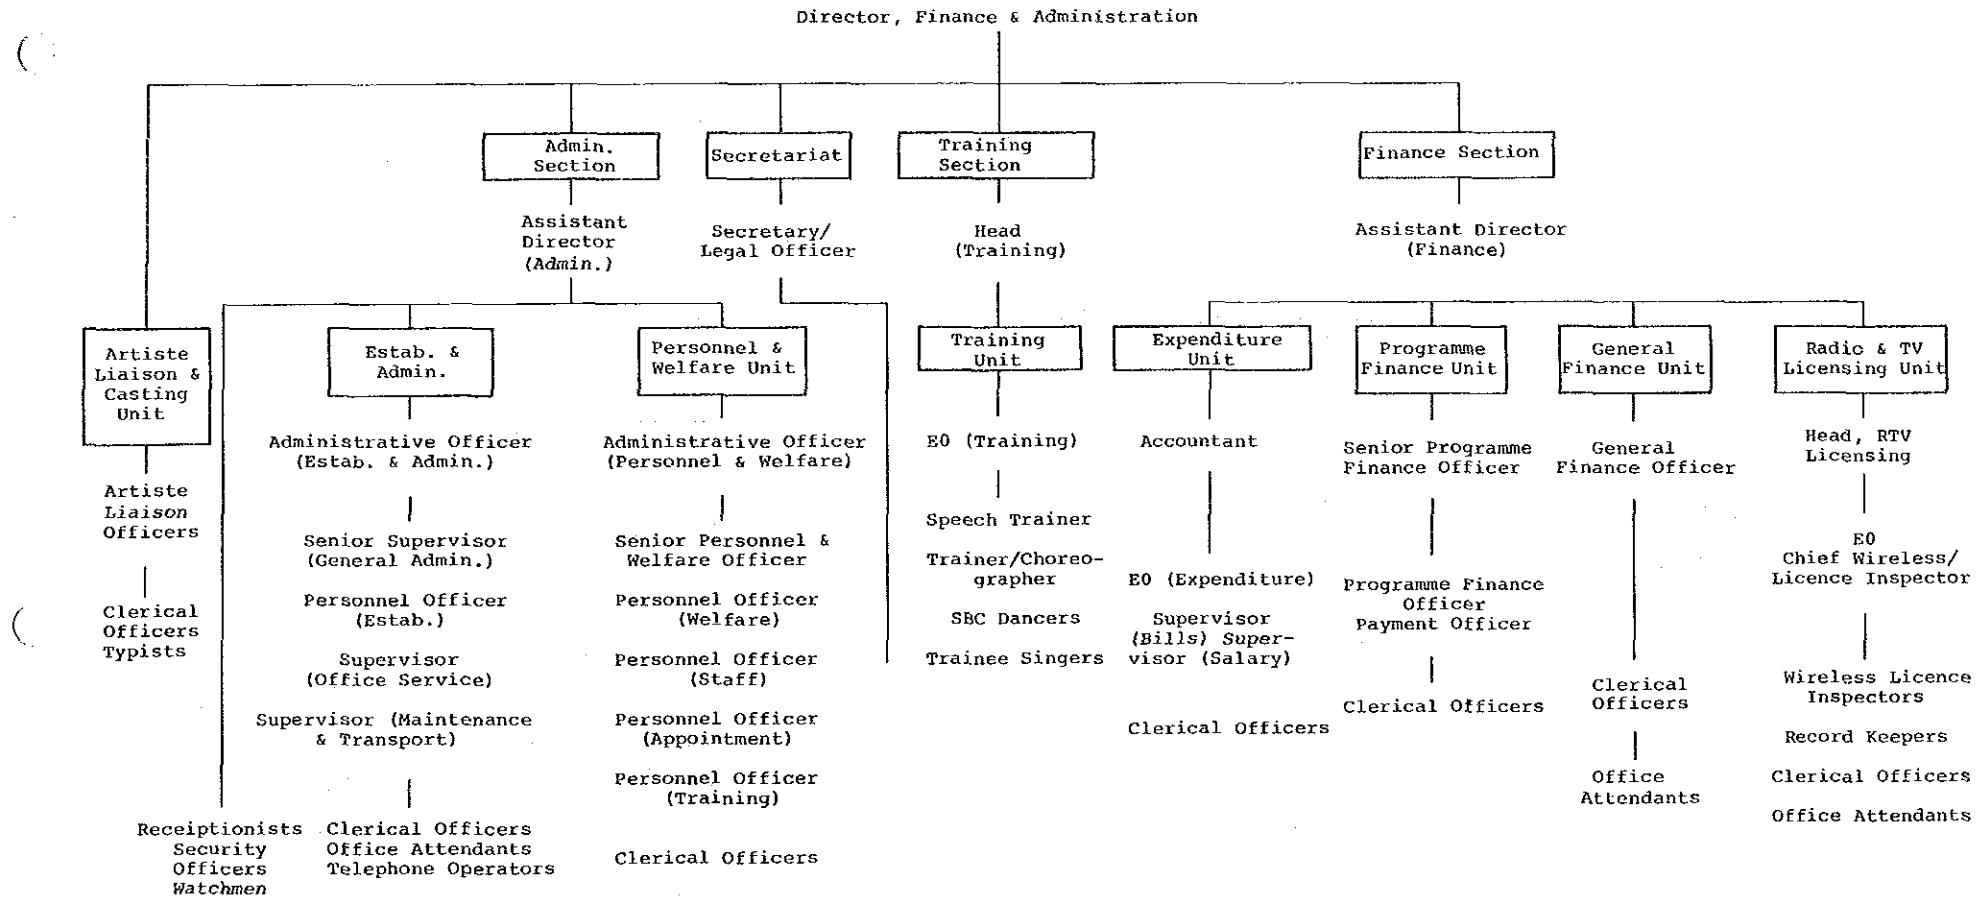 Director, Finance & Administration
Admin.
Section
Secretariat
Training
Section
Finance Section
Assistant
Director
(Admin.)
Secretary/
Legal Officer
Head
(Training)
Assistant Director
(Finance)
Artiste
Liaison &
Casting
Unit
Estab. &
Admin.
Personnel &
Welfare Unit
Training
Unit
Expenditure
Unit
Programme
Finance Unit
General
Finance Unit
Radio & TV
Licensing Unit
Artiste
Liaison
Officers
Clerical
Officers
Typists
Receiptionists
Security
Officers
Watchmen
Administrative Officer
(Estab. & Admin.)
Senior Supervisor
(General Admin.)
Personnel Officer
(Estab.)
Supervisor
(Office Service)
Supervisor (Maintenance
& Transport)
Clerical Officers
Office Attendants
Telephone Operators
Administrative Officer
(Personnel & Welfare)
Senior Personnel &
Welfare Officer
Personnel Officer
(Welfare)
Personnel Officer
(Staff)
Personnel Officer
(Appointment)
Personnel Officer
(Training)
Clerical Officers
EO (Training)
Speech Trainer
Trainer/Choreo-
grapher
SBC Dancers
Trainee Singers
Accountant
EO (Expenditure)
Supervisor
(Bills) Super-
visor (Salary)
Clerical Officers
Senior Programme
Finance Officer
Programme Finance
Officer
Payment Officer
Clerical Officers
General
Finance Officer
Clerical
Officers
Office
Attendants
Head, RTV
Licensing
EO
Chief Wireless/
Licence Inspector
Wireless Licence
Inspectors
Record Keepers
Clerical Officers
Office Attendants